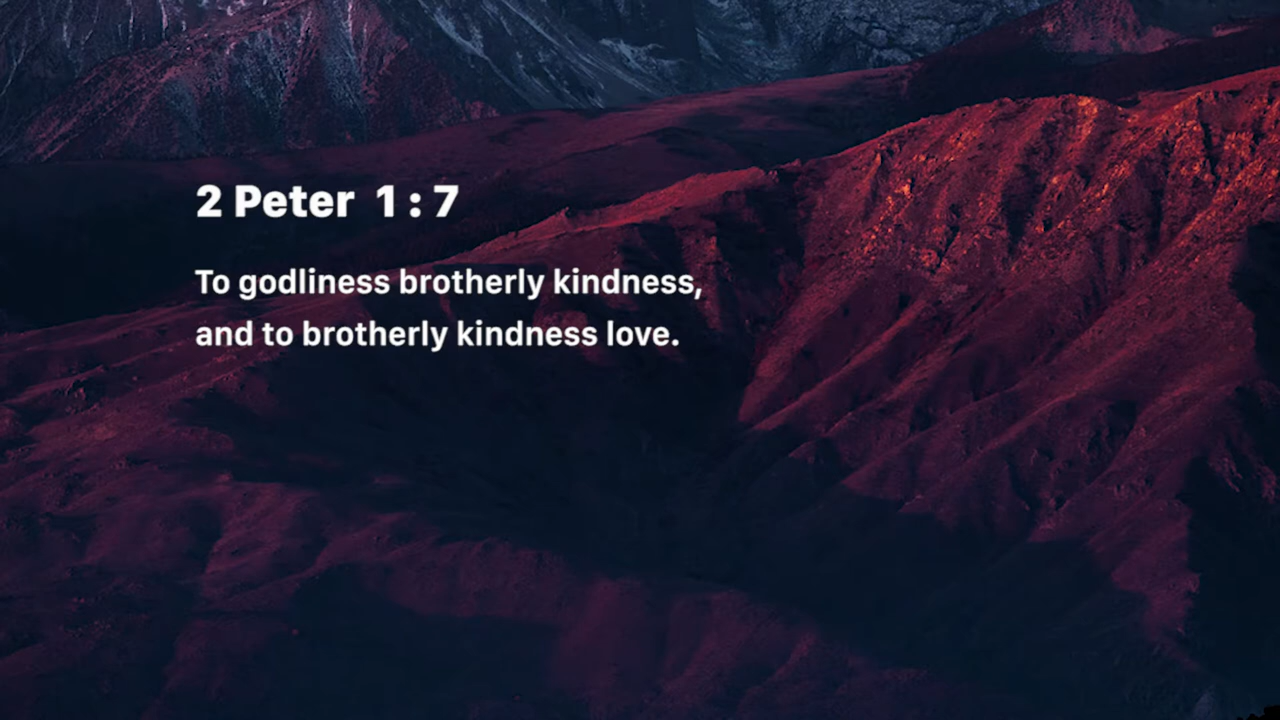 2 Peter 1 : 7
To godliness brotherly kindness,
and to brotherly kindness love.